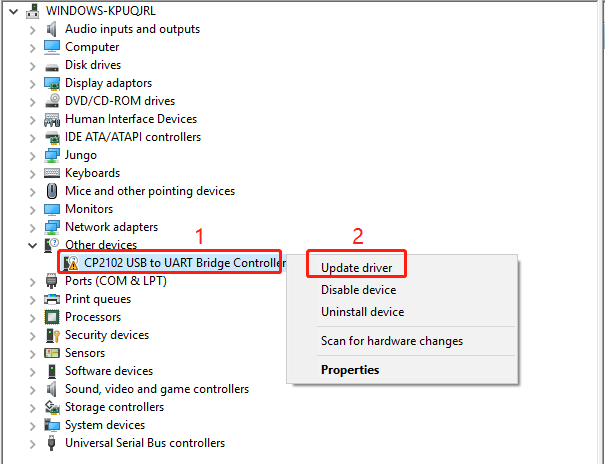 WINDOWS-KPUQJRL
Audio inputs and outputs
Computer
Disk drives
Display adaptors
DVD/CD-ROM drives
Human Interface Devices
IDE ATA/ATAPI controllers
Jungo
Keyboards
Mice and other pointing devices
Monitors
Network adapters
Other devices
1
CP2102 USB to UART Bridge Controller
2
Update driver
Disable device
Uninstall device
Scan for hardware changes
Properties
Ports (COM & LPT)
Print queues
Processors
Security devices
Sensors
Software devices
Sound, video and game controllers
Storage controllers
System devices
Universal Serial Bus controllers